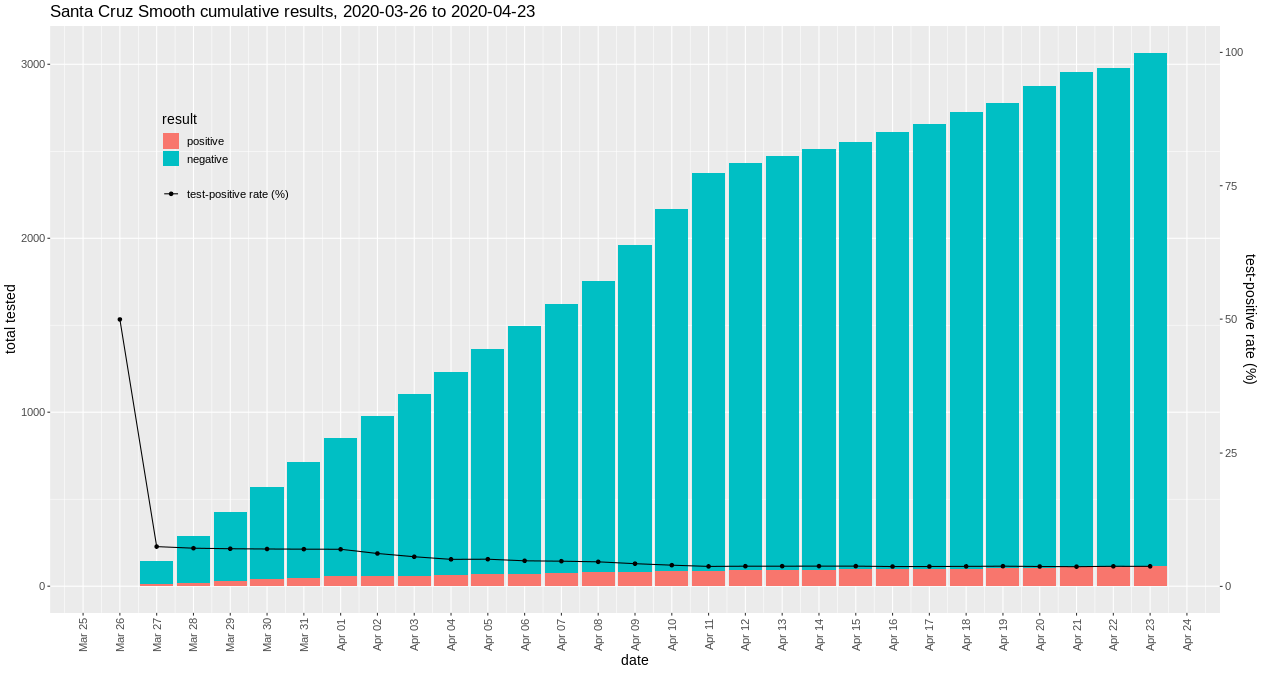 Santa Cruz Smooth cumulative results, 2020-03-26 to 2020-04-23
total tested
3000
2000
1000
0
result
positive
negative
test-positive rate (%)
100
75
50
25
0
test-positive rate (%)
Mar 25
Mar 26
Mar 27
Mar 28
Mar 29
Mar 30
Mar 31
Apr 01
Apr 02
Apr 03
Apr 04
Apr 05
Apr 06
Apr 07
Apr 08
Apr 09
Apr 10
Apr 11
Apr 12
Apr 13
Apr 14
Apr 15
Apr 16
Apr 17
Apr 18
Apr 19
Apr 20
Apr 21
Apr 22
Apr 23
Apr 24
date